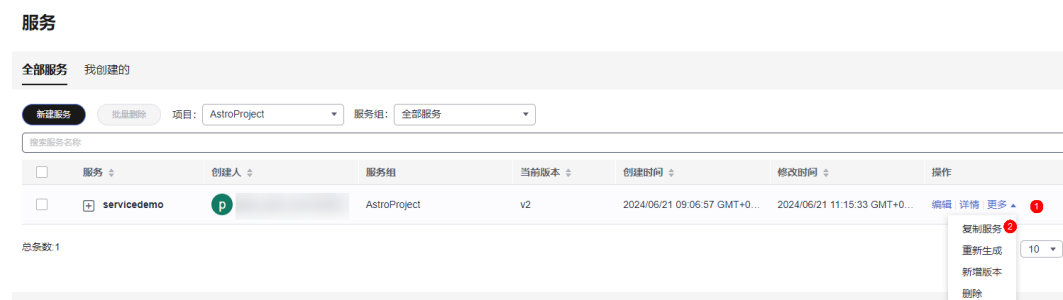 服务
全部服务 我创建的
新建服务 批量删除 项目: AstroProject 服务组: 全部服务
搜索服务名称
服务 创建人 服务组 当前版本 创建时间 修改时间 操作
servicedemo p AstroProject v2 2024/06/21 09:06:57 GMT+0... 2024/06/21 11:15:33 GMT+0... 编辑 详情 更多 1
复制服务 2
总条数:1 重新生成 10
新增版本
删除